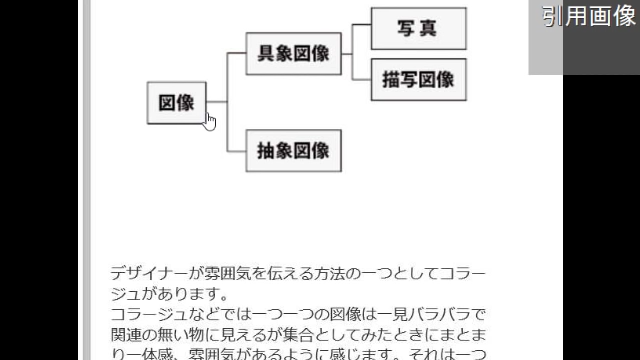 引用画像
写真
具象図像
描写図像
図像
抽象図像
デザイナーが雰囲気を伝える方法の一つとしてコラー
ジュがあります。
コラージュなどでは一つ一つの図像は一見バラバラで
関連の無い物に見えるが集合としてみたときにまとま
り一体感、雰囲気があるように感じます。それは一つ